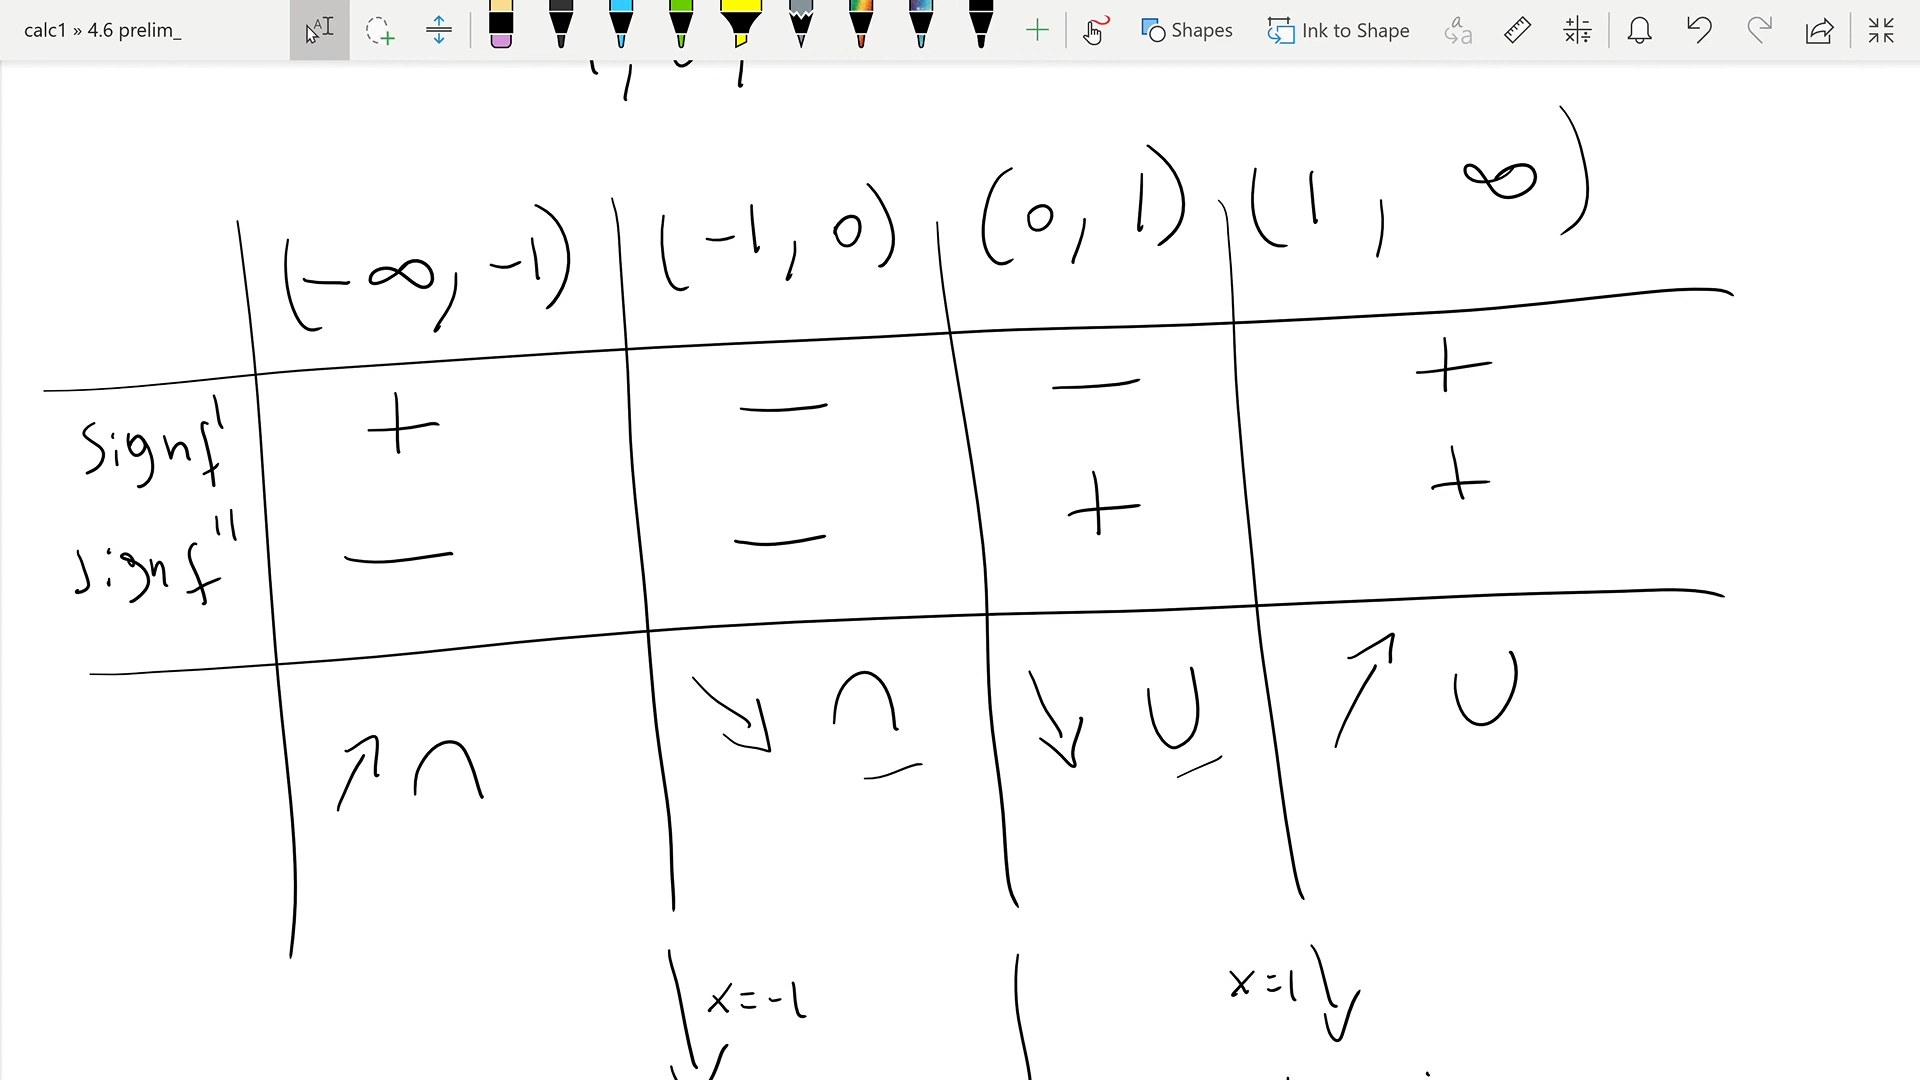 calc1 » 4.6 prelim_
Shapes
Ink to Shape
(-∞, -1) (-1, 0) (0, 1) (1, ∞)
Sign f' + − − +
Sign f'' − − + +
↗ ∩ ↘ ∩ ↘ ∪ ↗ ∪
x = -1 x = 1